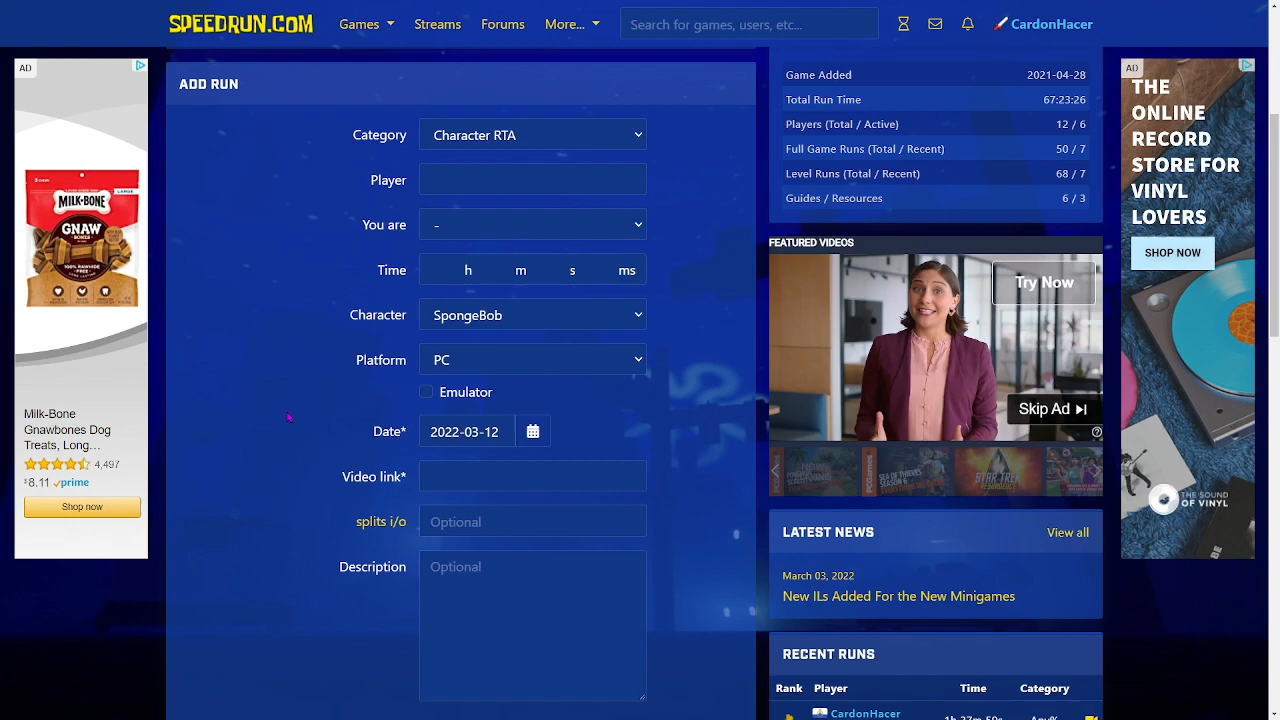 SPEEDRUN.COM Games Streams Forums More... Search for games, users, etc... CardonHacer
AD
MILK-BONE
GNAW
BONES
Milk-Bone
Gnawbones Dog
Treats, Long...
4,497
$8.11 prime
Shop now
ADD RUN
Category Character RTA
Player
You are -
Time h m s ms
Character SpongeBob
Platform PC
Emulator
Date* 2022-03-12
Video link*
splits i/o Optional
Description Optional
Game Added 2021-04-28
Total Run Time 67:23:26
Players (Total / Active) 12 / 6
Full Game Runs (Total / Recent) 50 / 7
Level Runs (Total / Recent) 68 / 7
Guides / Resources 6 / 3
FEATURED VIDEOS
Try Now
Skip Ad
LATEST NEWS View all
March 03, 2022
New ILs Added For the New Minigames
RECENT RUNS
Rank Player Time Category
CardonHacer 1h 37m 50s Any%
AD
THE
ONLINE
RECORD
STORE FOR
VINYL
LOVERS
SHOP NOW
THE SOUND
OF VINYL